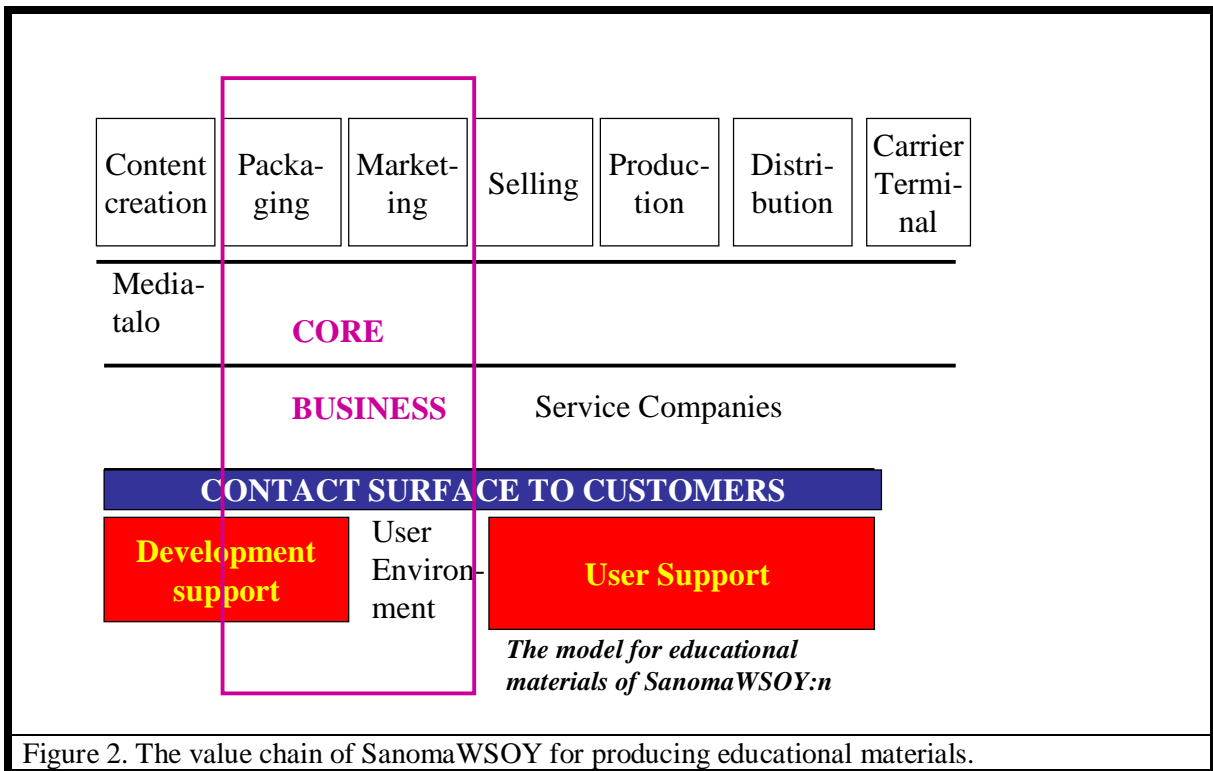 Content
creation
Packa-
ging
Market-
ing
Selling
Produc-
tion
Distri-
bution
Carrier
Termi-
nal
Media-
talo
CORE
BUSINESS
Service Companies
CONTACT SURFACE TO CUSTOMERS
Development
support
User
Environ-
ment
User Support
The model for educational
materials of SanomaWSOY:n
Figure 2. The value chain of SanomaWSOY for producing educational materials.